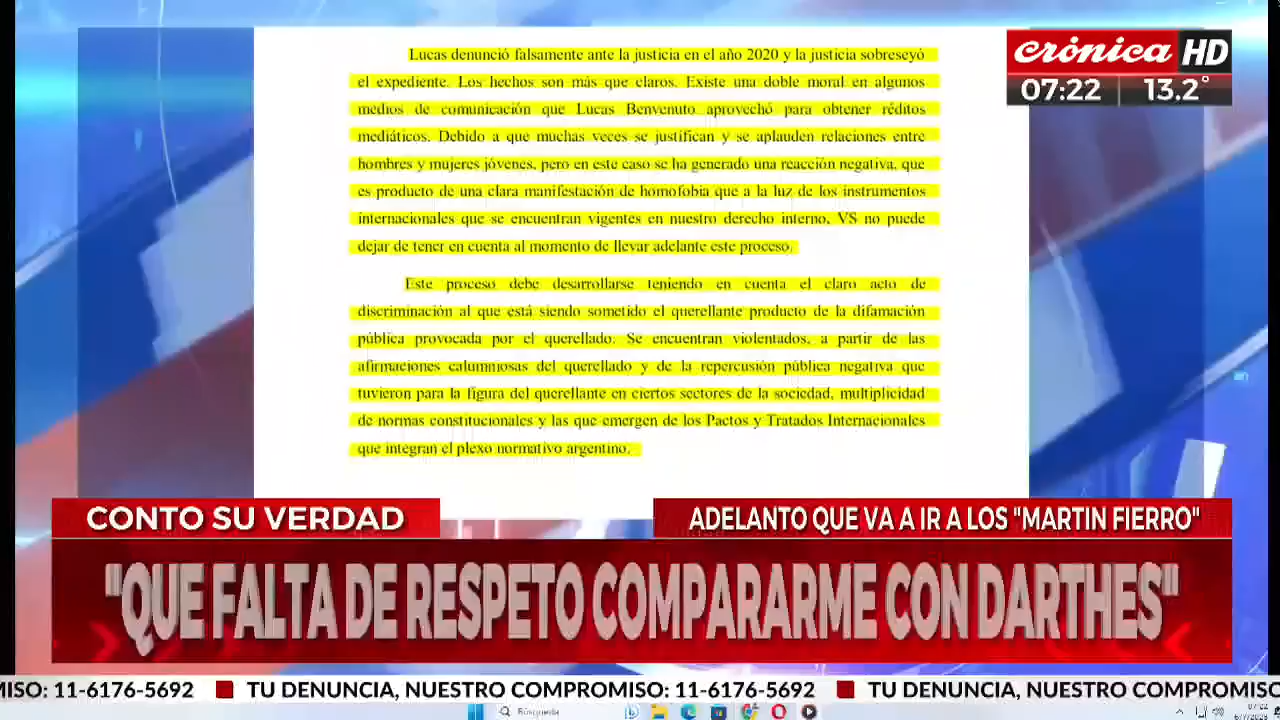 Lucas denunció falsamente ante la justicia en el año 2020 y la justicia sobreseyó
el expediente. Los hechos son más que claros. Existe una doble moral en algunos
medios de comunicación que Lucas Benvenuto aprovechó para obtener réditos
mediáticos. Debido a que muchas veces se justifican y se aplauden relaciones entre
hombres y mujeres jóvenes, pero en este caso se ha generado una reacción negativa, que
es producto de una clara manifestación de homofobia que a la luz de los instrumentos
internacionales que se encuentran vigentes en nuestro derecho interno, VS no puede
dejar de tener en cuenta al momento de llevar adelante este proceso.
Este proceso debe desarrollarse teniendo en cuenta el claro acto de
discriminación al que está siendo sometido el querellante producto de la difamación
pública provocada por el querellado. Se encuentran violentados, a partir de las
afirmaciones calumniosas del querellado y de la repercusión pública negativa que
tuvieron para la figura del querellante en ciertos sectores de la sociedad, multiplicidad
de normas constitucionales y las que emergen de los Pactos y Tratados Internacionales
que integran el plexo normativo argentino.
crónica HD
07:22 13.2°
CONTO SU VERDAD
ADELANTO QUE VA A IR A LOS "MARTIN FIERRO"
"QUE FALTA DE RESPETO COMPARARME CON DARTHES"
MISO: 11-6176-5692 TU DENUNCIA, NUESTRO COMPROMISO: 11-6176-5692 TU DENUNCIA, NUESTRO COMPROMISO
Búsqueda
07:22